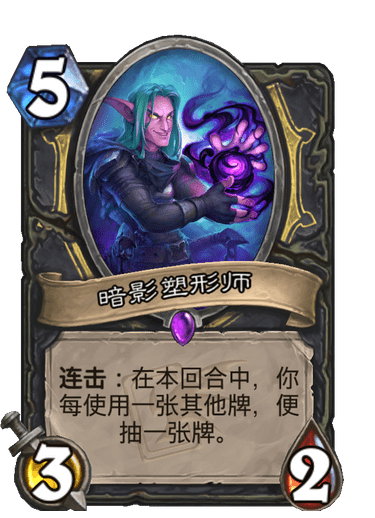 5
暗影塑形师
连击：在本回合中，你
每使用一张其他牌，便
抽一张牌。
3
2